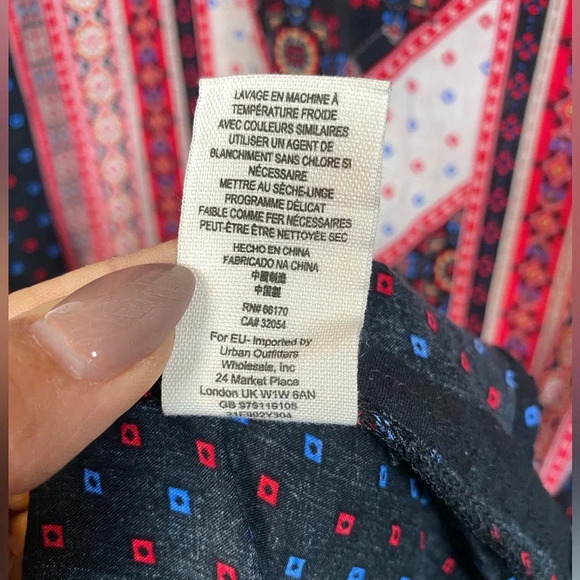 LAVAGE EN MACHINE À
TEMPÉRATURE FROIDE
AVEC COULEURS SIMILAIRES
UTILISER UN AGENT DE
BLANCHIMENT SANS CHLORE SI
NÉCESSAIRE
METTRE AU SÈCHE-LINGE
PROGRAMME DÉLICAT
FAIBLE COMME FER NÉCESSAIRES
PEUT-ÊTRE ÊTRE NETTOYÉE SEC
HECHO EN CHINA
FABRICADO NA CHINA
中國制造
中国製
RN# 66170
CA# 32054
For EU- Imported by
Urban Outfitters
Wholesale, Inc
24 Market Place
London UK W1W 8AN
GB 975119105